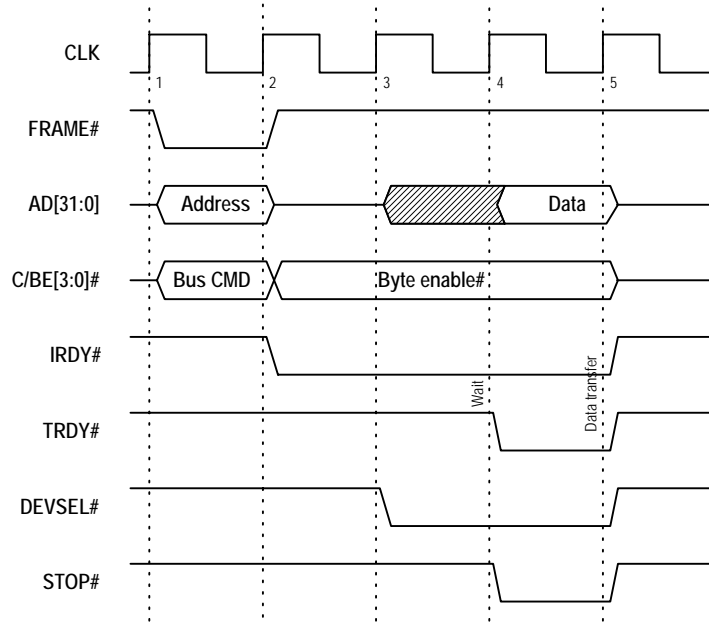 CLK
1 2 3 4 5
FRAME#
AD[31:0] Address Data
C/BE[3:0]# Bus CMD Byte enable#
IRDY#
Wait
Data transfer
TRDY#
DEVSEL#
STOP#